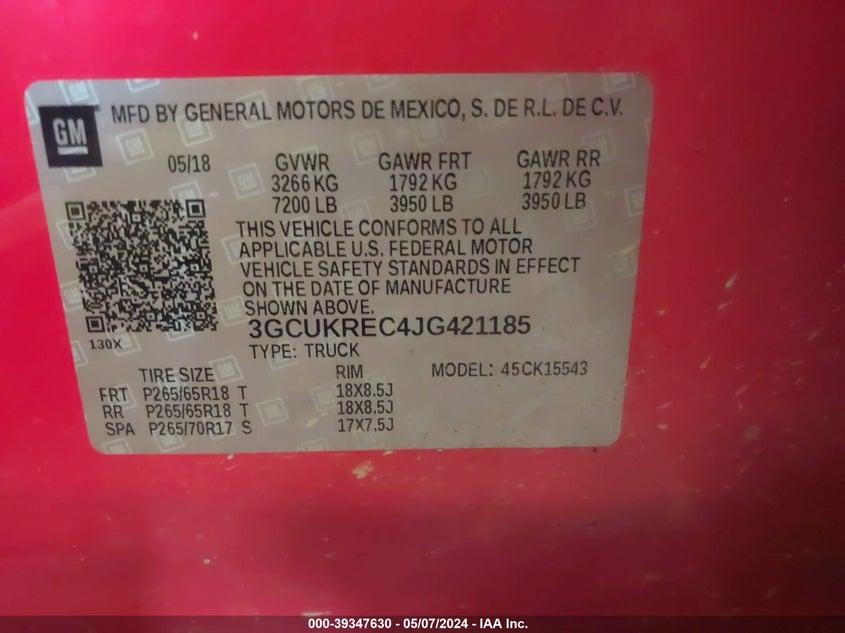 GM
MFD BY GENERAL MOTORS DE MEXICO, S. DE R.L. DE C.V.
05/18 GVWR GAWR FRT GAWR RR
3266 KG 1792 KG 1792 KG
7200 LB 3950 LB 3950 LB
THIS VEHICLE CONFORMS TO ALL
APPLICABLE U.S. FEDERAL MOTOR
VEHICLE SAFETY STANDARDS IN EFFECT
ON THE DATE OF MANUFACTURE
SHOWN ABOVE.
130X
3GCUKREC4JG421185
TYPE: TRUCK
TIRE SIZE RIM MODEL: 45CK15543
FRT P265/65R18 T 18X8.5J
RR P265/65R18 T 18X8.5J
SPA P265/70R17 S 17X7.5J
000-39347630 - 05/07/2024 - IAA Inc.